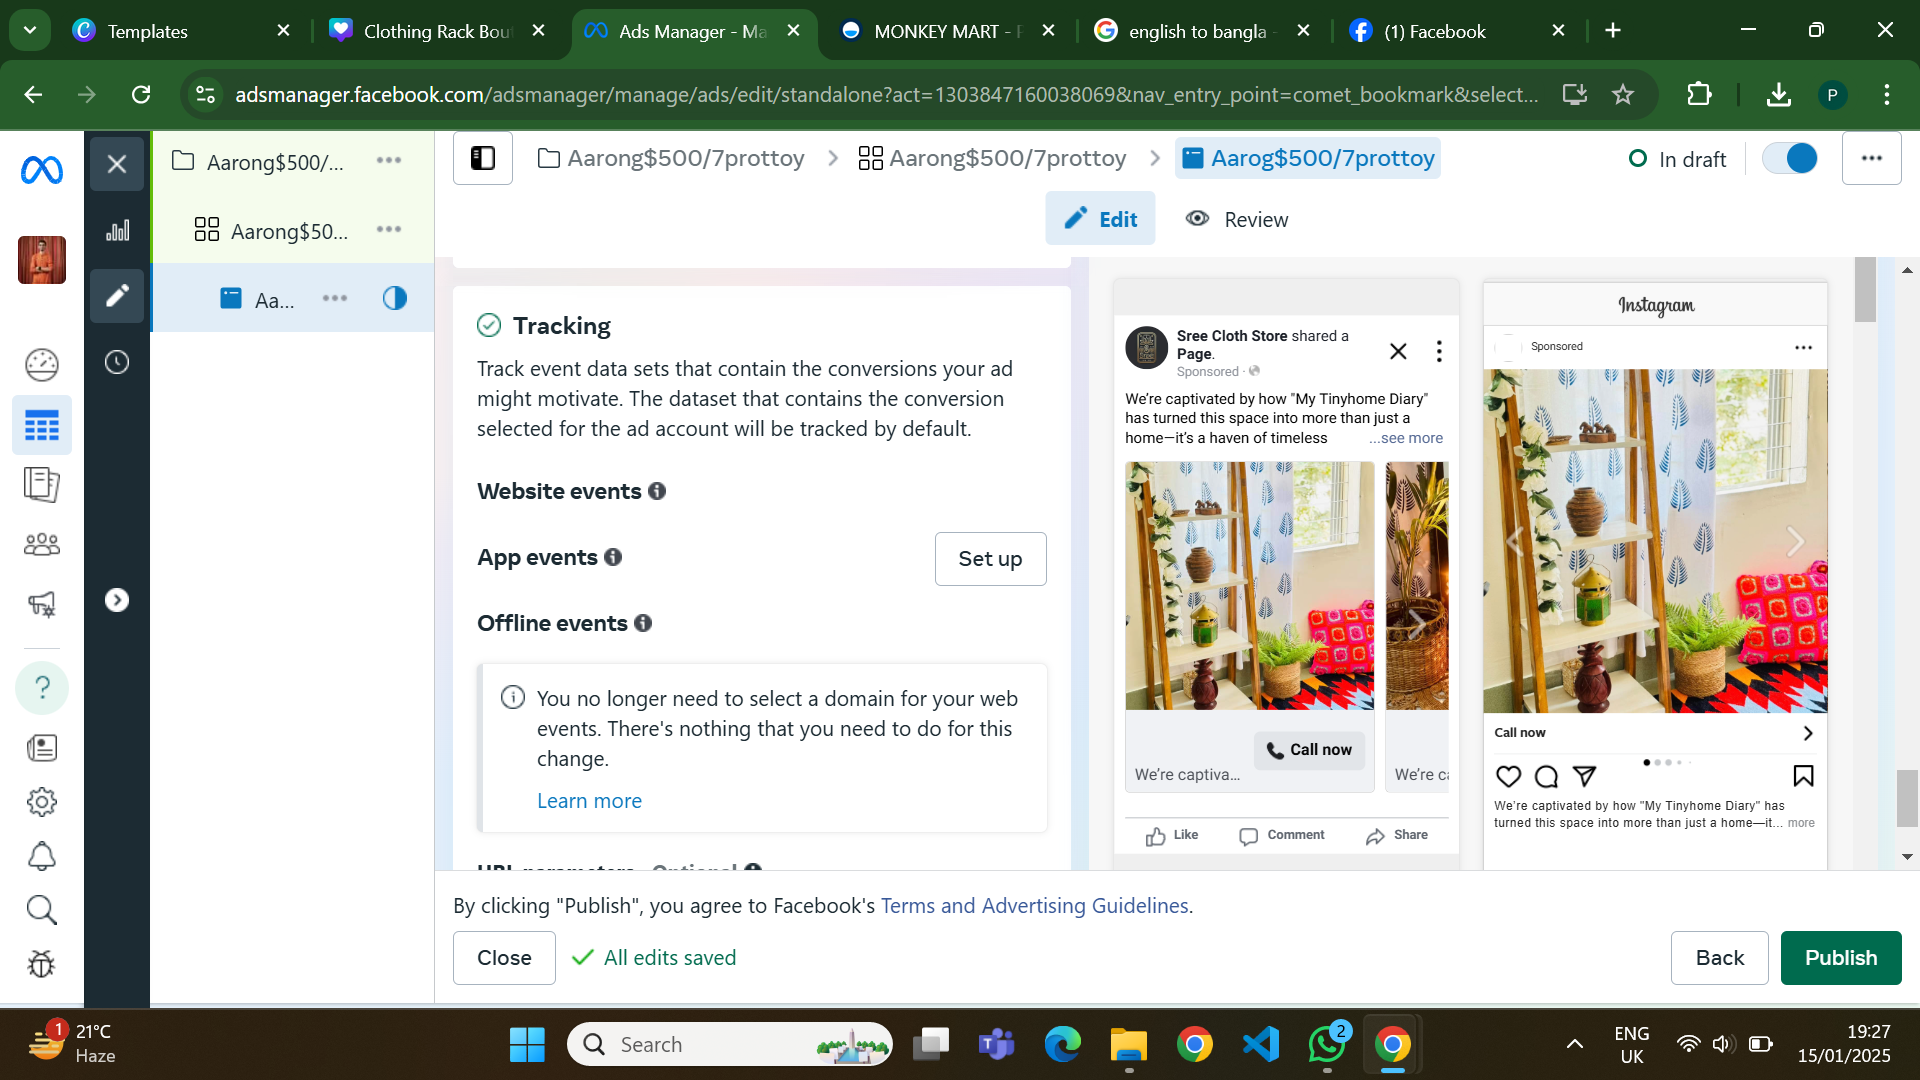 Templates
Clothing Rack Bou
Ads Manager - Ma
MONKEY MART - P
english to bangla -
(1) Facebook
adsmanager.facebook.com/adsmanager/manage/ads/edit/standalone?act=1303847160038069&nav_entry_point=comet_bookmark&select...
P
Aarong$500/...
Aarong$50...
Aa...
Aarong$500/7prottoy
Aarong$500/7prottoy
Aarog$500/7prottoy
In draft
Edit
Review
Tracking
Track event data sets that contain the conversions your ad
might motivate. The dataset that contains the conversion
selected for the ad account will be tracked by default.
Website events
App events
Set up
Offline events
You no longer need to select a domain for your web
events. There's nothing that you need to do for this
change.
Learn more
URL parameters Optional
Sree Cloth Store shared a
Page.
Sponsored ·
We're captivated by how "My Tinyhome Diary"
has turned this space into more than just a
home—it's a haven of timeless ...see more
Call now
We're captiva...
We're ca
Like
Comment
Share
Instagram
Sponsored
Call now
We're captivated by how "My Tinyhome Diary" has
turned this space into more than just a home—it... more
By clicking "Publish", you agree to Facebook's Terms and Advertising Guidelines.
Close
All edits saved
Back
Publish
1
21°C
Haze
Search
2
ENG
UK
19:27
15/01/2025